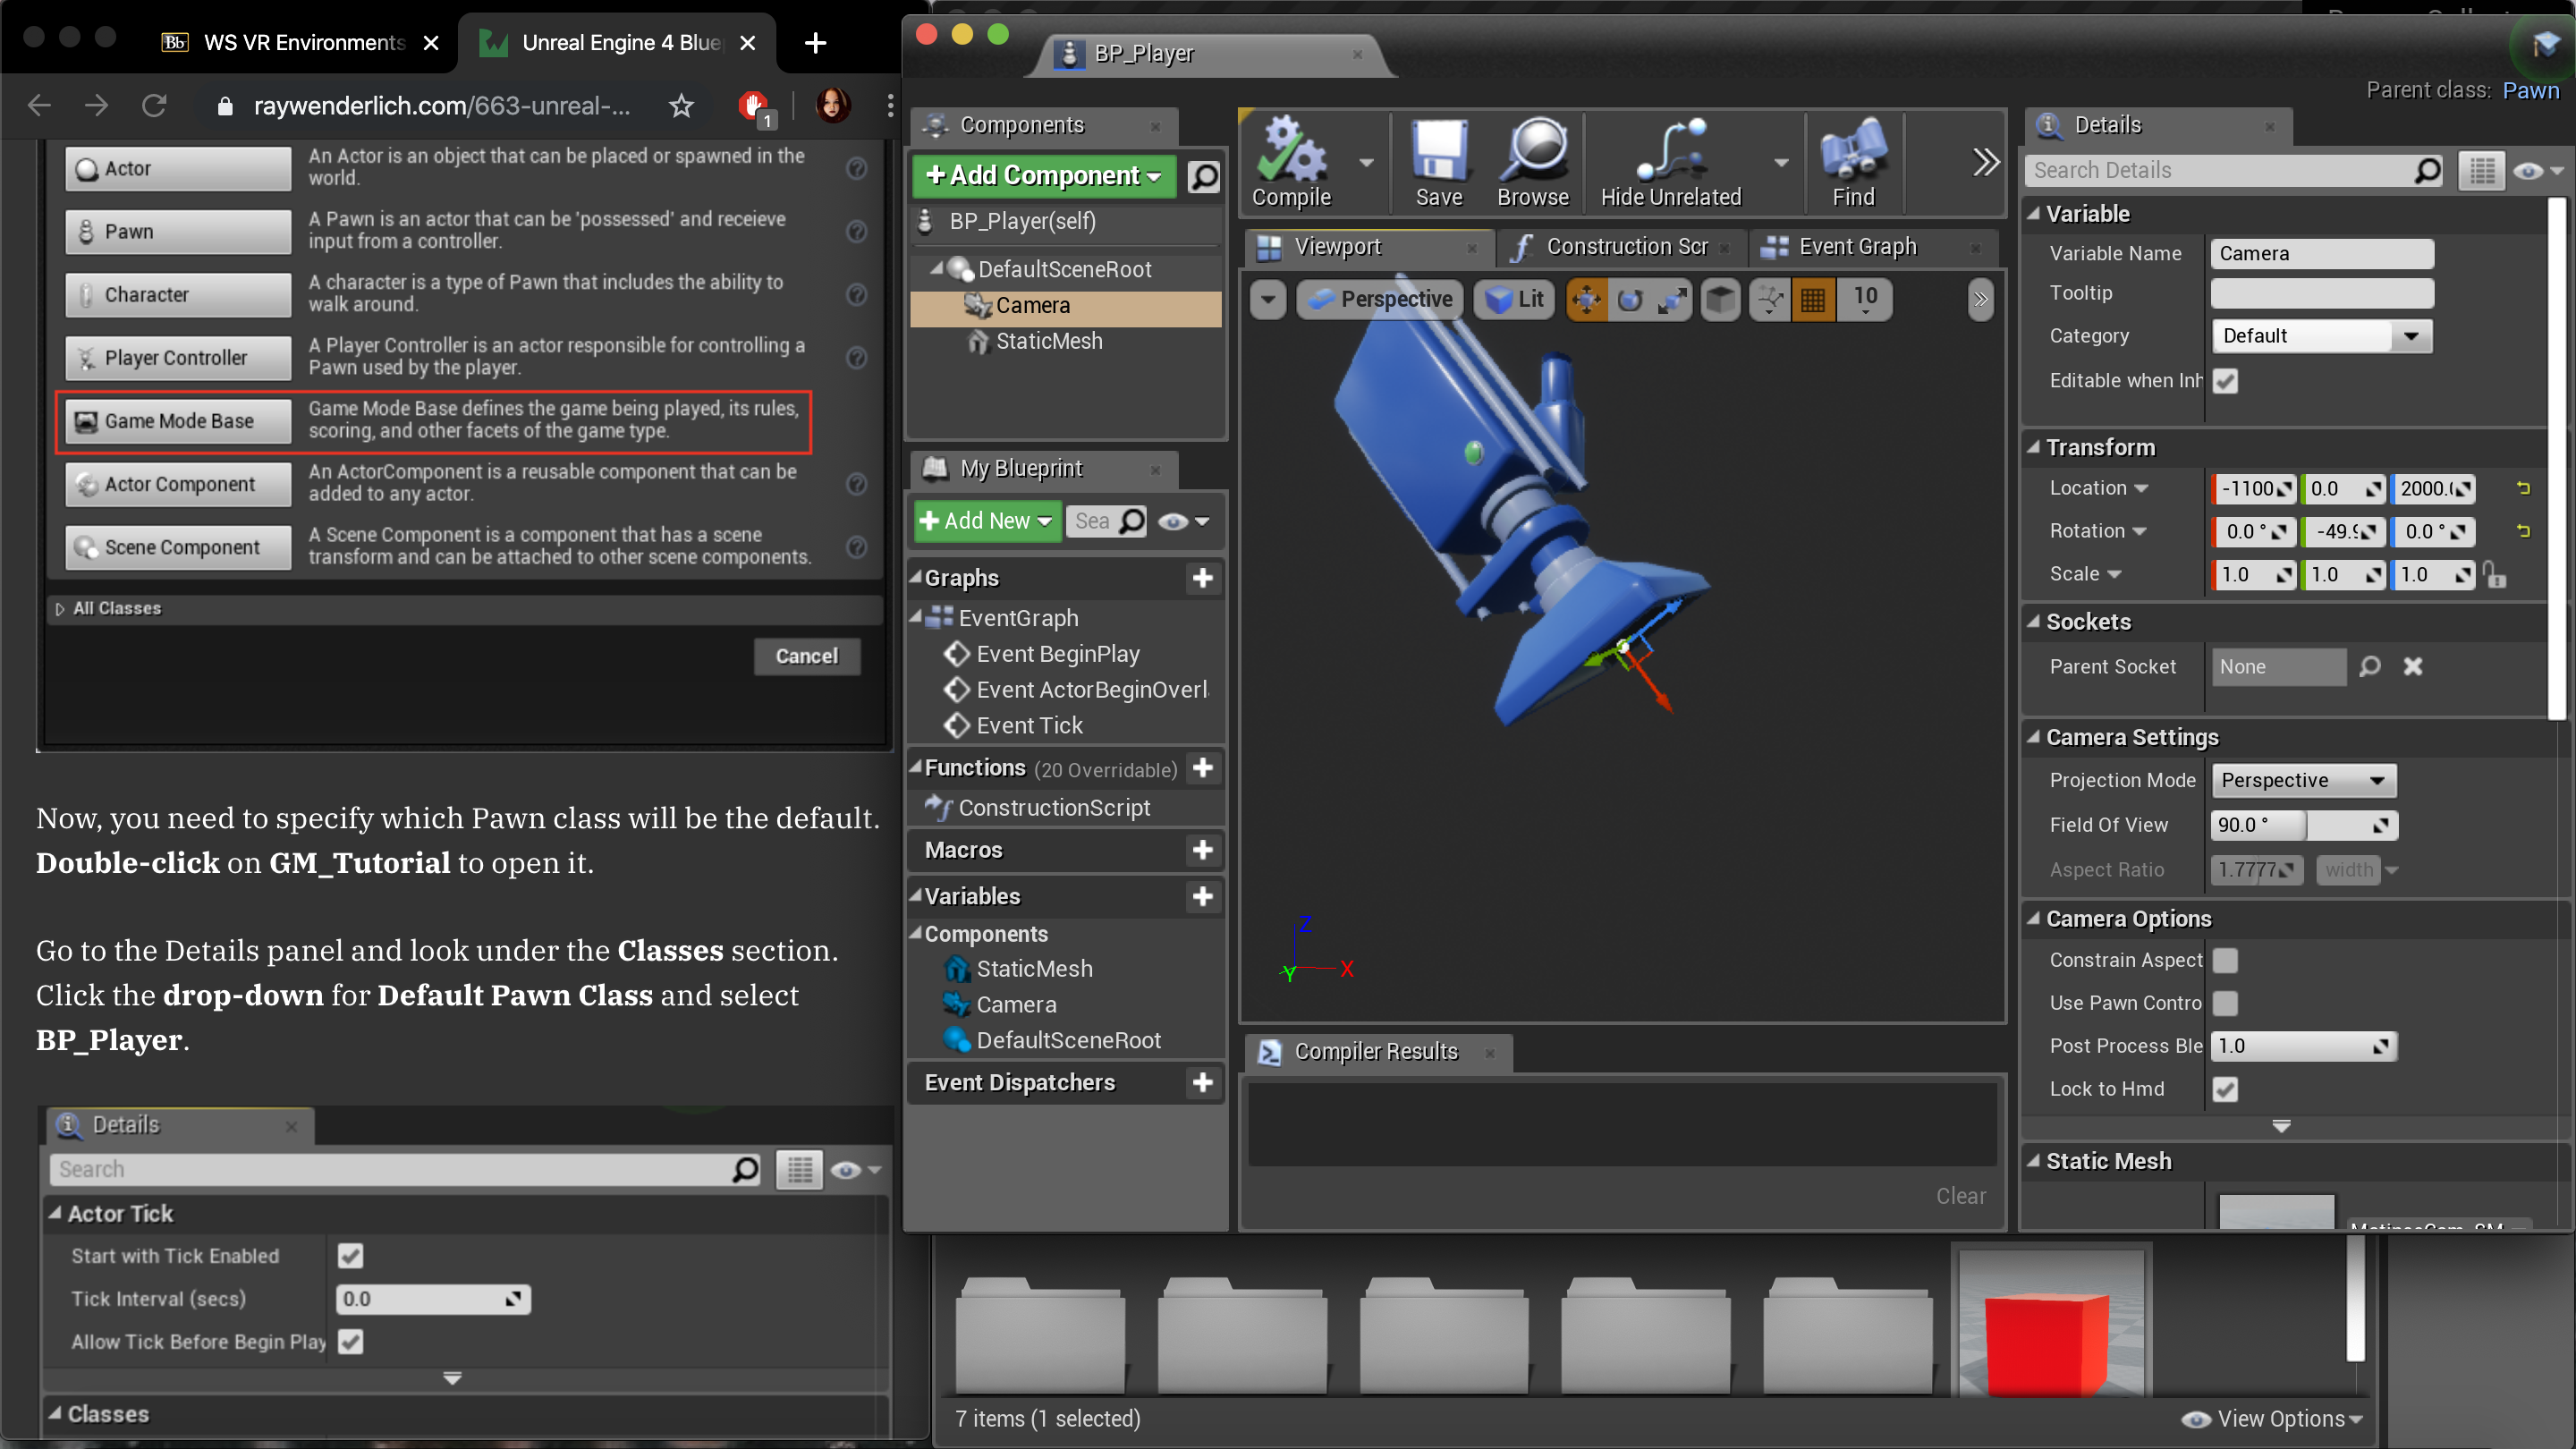 WS VR Environments
Unreal Engine 4 Blue
raywenderlich.com/663-unreal-...
1
Actor
An Actor is an object that can be placed or spawned in the
world.
Pawn
A Pawn is an actor that can be 'possessed' and receieve
input from a controller.
Character
A character is a type of Pawn that includes the ability to
walk around.
Player Controller
A Player Controller is an actor responsible for controlling a
Pawn used by the player.
Game Mode Base
Game Mode Base defines the game being played, its rules,
scoring, and other facets of the game type.
Actor Component
An ActorComponent is a reusable component that can be
added to any actor.
Scene Component
A Scene Component is a component that has a scene
transform and can be attached to other scene components.
All Classes
Cancel
Now, you need to specify which Pawn class will be the default.
Double-click on GM_Tutorial to open it.
Go to the Details panel and look under the Classes section.
Click the drop-down for Default Pawn Class and select
BP_Player.
Details
Search
Actor Tick
Start with Tick Enabled
Tick Interval (secs) 0.0
Allow Tick Before Begin Play
Classes
BP_Player
Parent class: Pawn
Components
+Add Component
BP_Player(self)
DefaultSceneRoot
Camera
StaticMesh
My Blueprint
+Add New
Sea
Graphs
EventGraph
Event BeginPlay
Event ActorBeginOverl
Event Tick
Functions (20 Overridable)
ConstructionScript
Macros
Variables
Components
StaticMesh
Camera
DefaultSceneRoot
Event Dispatchers
Compile
Save
Browse
Hide Unrelated
Find
Viewport
Construction Scr
Event Graph
Perspective
Lit
10
Z
Y
X
Compiler Results
Clear
Details
Search Details
Variable
Variable Name Camera
Tooltip
Category Default
Editable when Inh
Transform
Location -1100 0.0 2000.
Rotation 0.0 ° -49.9 0.0 °
Scale 1.0 1.0 1.0
Sockets
Parent Socket None
Camera Settings
Projection Mode Perspective
Field Of View 90.0 °
Aspect Ratio 1.7777 width
Camera Options
Constrain Aspect
Use Pawn Contro
Post Process Ble 1.0
Lock to Hmd
Static Mesh
7 items (1 selected)
View Options